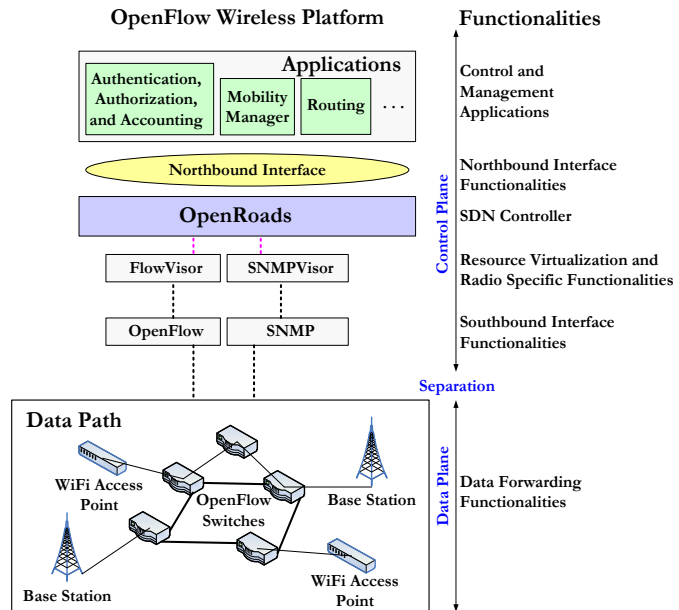 OpenFlow Wireless Platform
Functionalities
Applications
Authentication,
Authorization,
and Accounting
Mobility
Manager
Routing
...
Control and
Management
Applications
Northbound Interface
Northbound Interface
Functionalities
OpenRoads
SDN Controller
Control Plane
FlowVisor
SNMPVisor
Resource Virtualization and
Radio Specific Functionalities
OpenFlow
SNMP
Southbound Interface
Functionalities
Separation
Data Path
WiFi Access
Point
OpenFlow
Switches
Base Station
Base Station
WiFi Access
Point
Data Plane
Data Forwarding
Functionalities